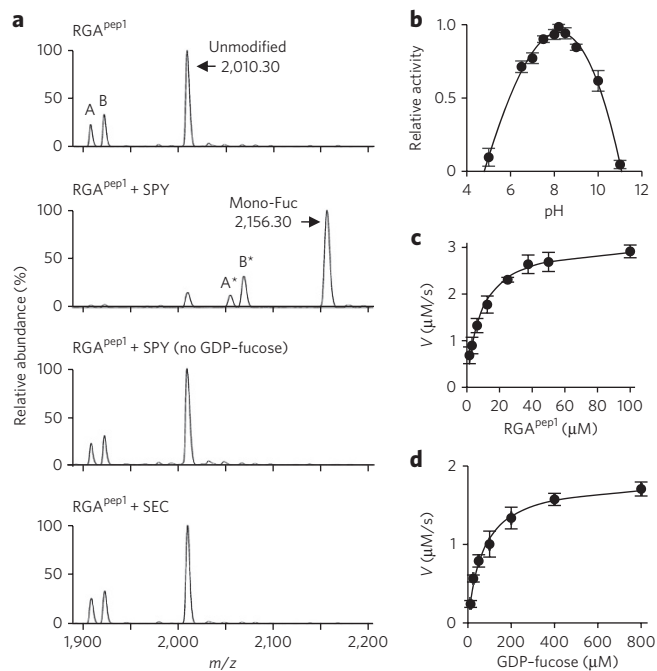 a
RGA^pep1
100
50
0
A
B
Unmodified
2,010.30
RGA^pep1 + SPY
100
50
0
Mono-Fuc
2,156.30
A*
B*
RGA^pep1 + SPY (no GDP–fucose)
100
50
0
RGA^pep1 + SEC
100
50
0
1,900
2,000
2,100
2,200
m/z
Relative abundance (%)
b
1.0
0.5
0
4
6
8
10
12
pH
Relative activity
c
3
2
1
0
0
20
40
60
80
100
RGA^pep1 (μM)
V (μM/s)
d
2
1
0
0
200
400
600
800
GDP–fucose (μM)
V (μM/s)